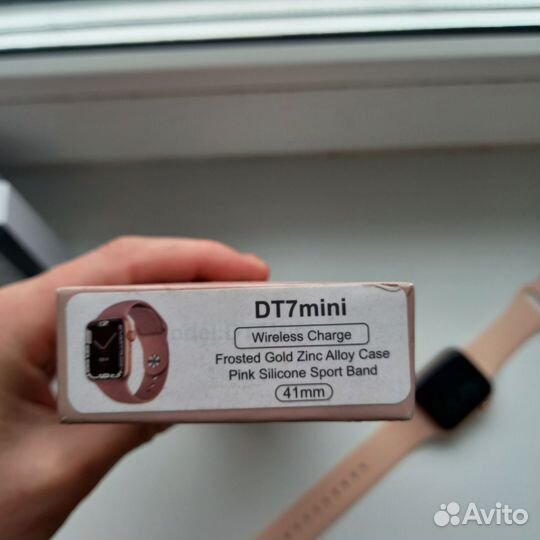 DT7mini
Wireless Charge
Frosted Gold Zinc Alloy Case
Pink Silicone Sport Band
41mm
Avito